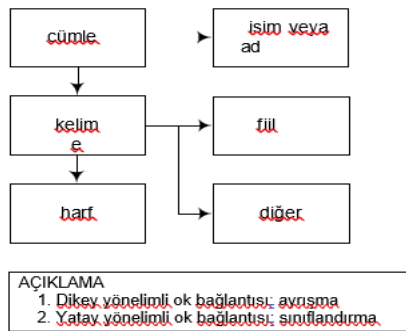 cümle
isim veya
ad
kelim
e
fiil
harf
diğer
AÇIKLAMA
1. Dikey yönelimli ok bağlantısı: ayrışma
2. Yatay yönelimli ok bağlantısı: sınıflandırma